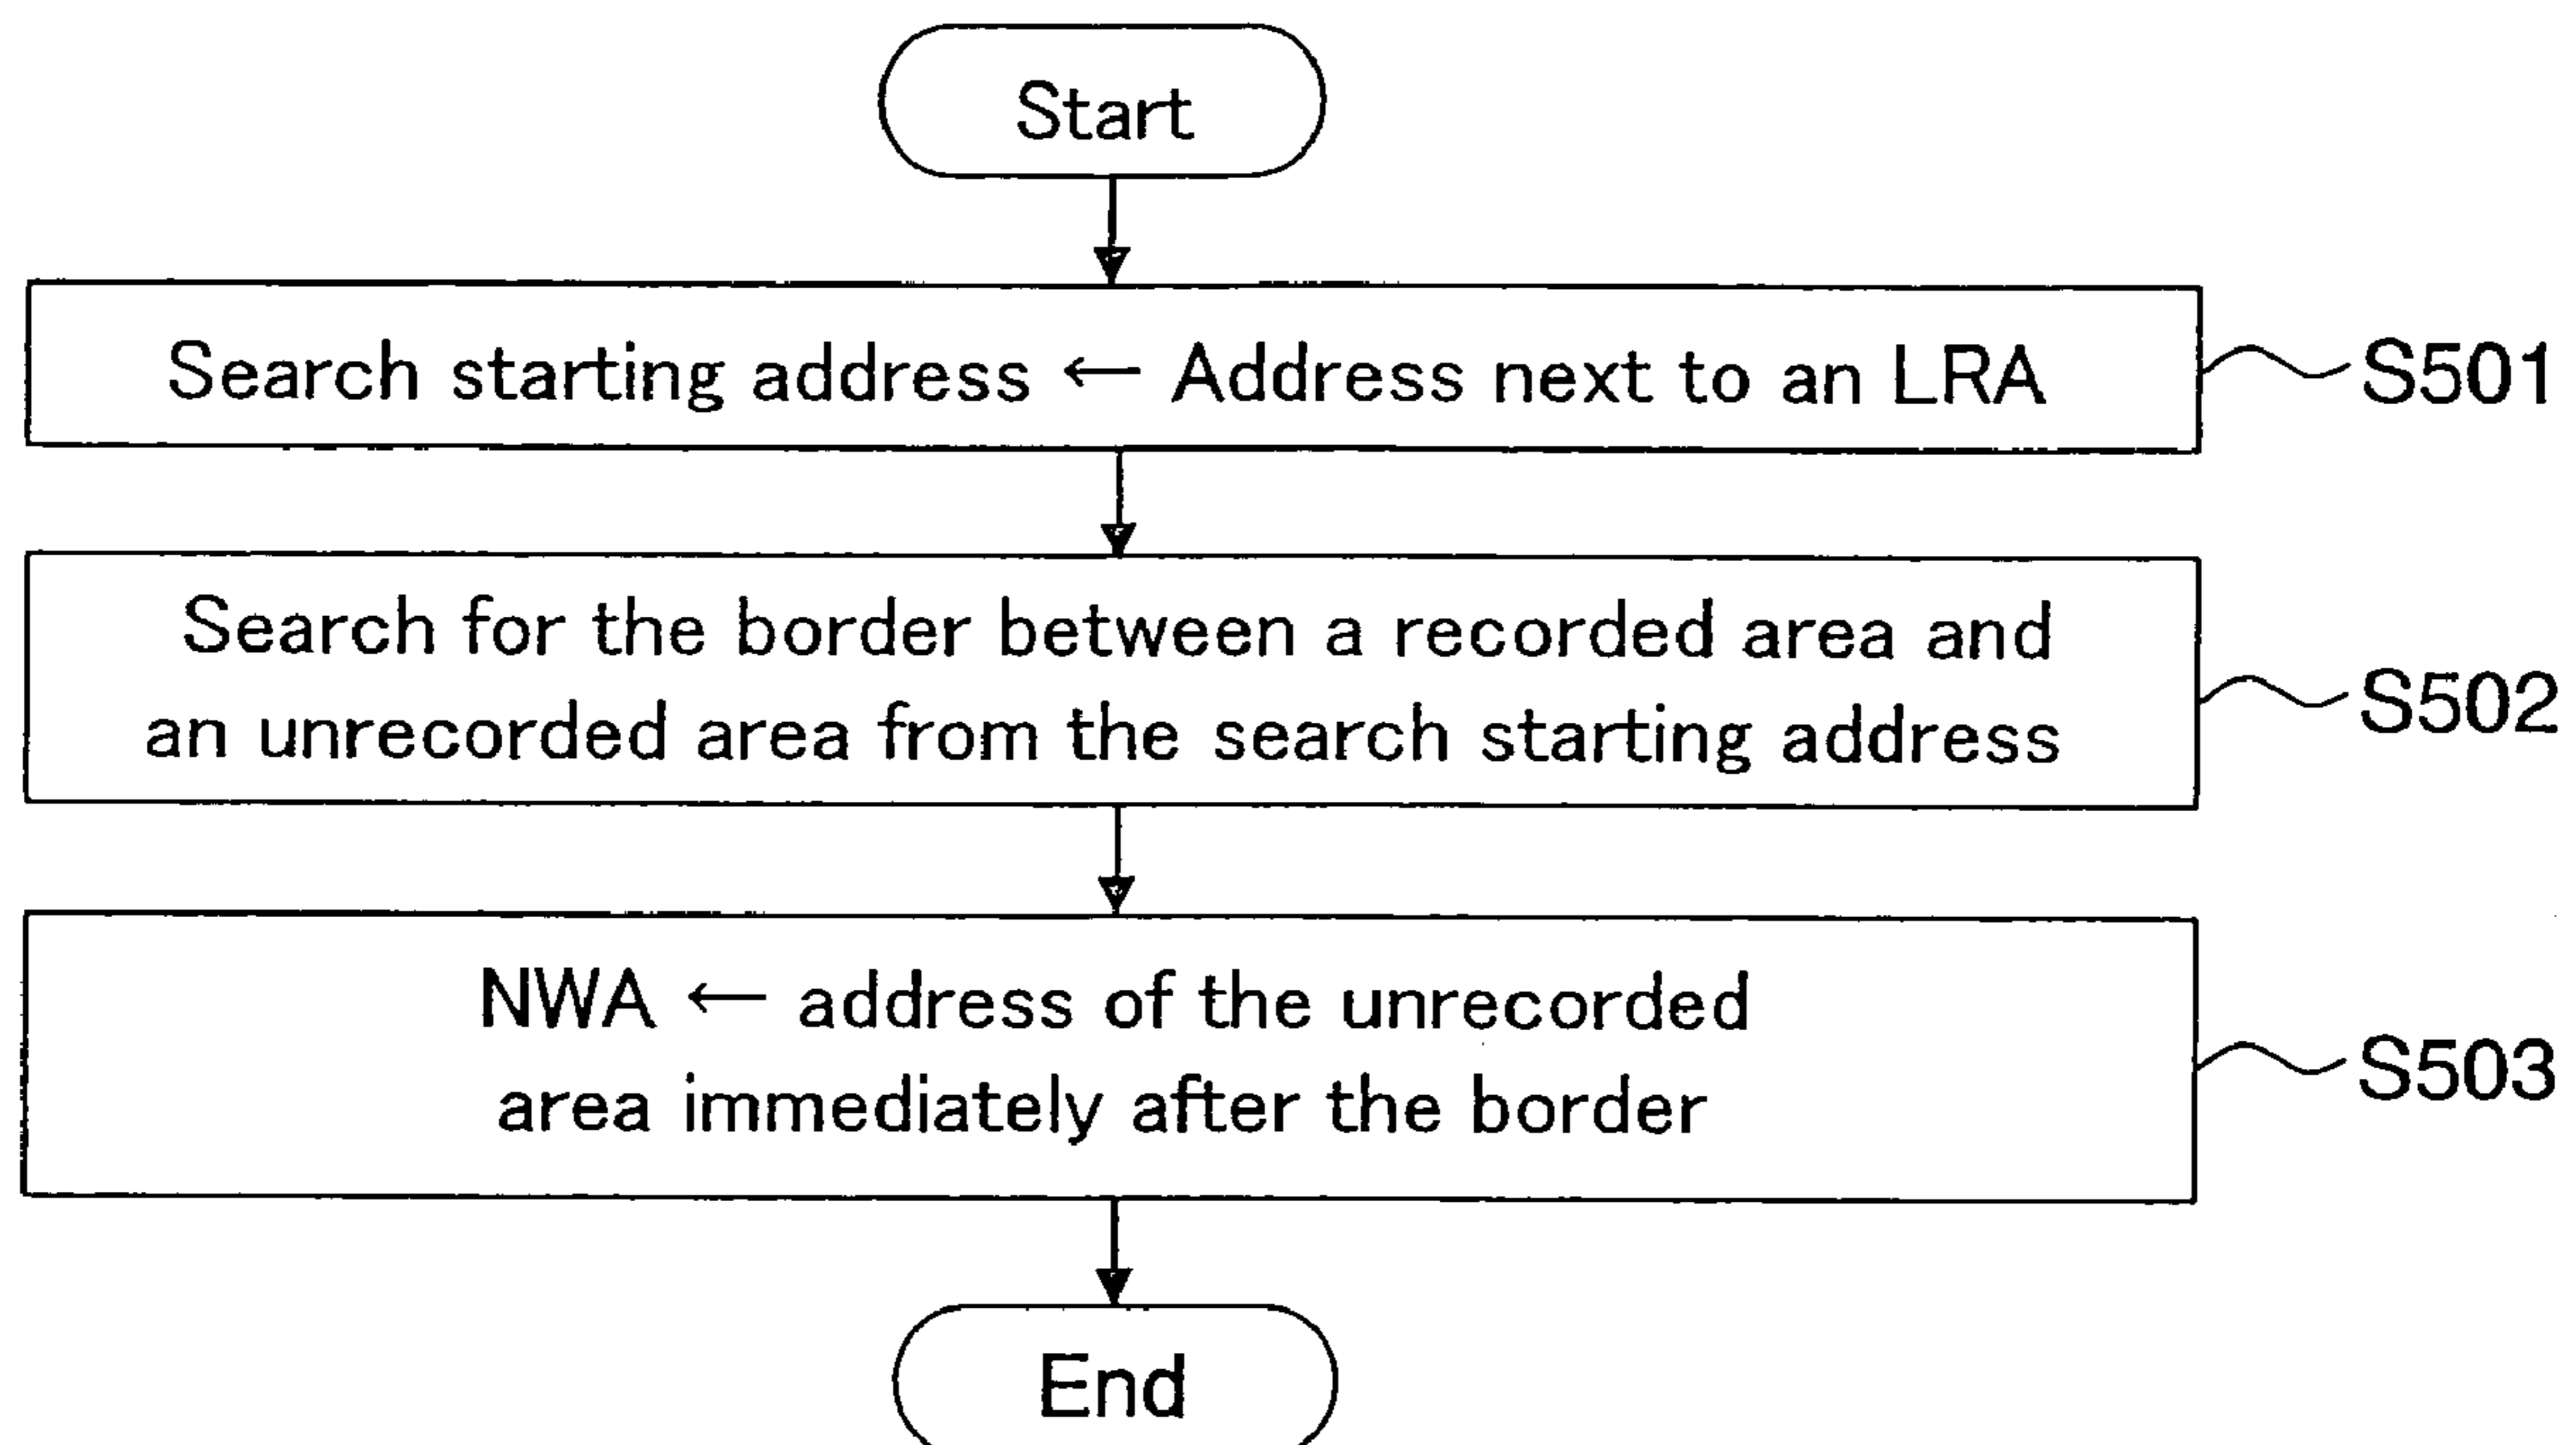 Start
Search starting address ← Address next to an LRA
S501
Search for the border between a recorded area and
an unrecorded area from the search starting address
S502
NWA ← address of the unrecorded
area immediately after the border
S503
End